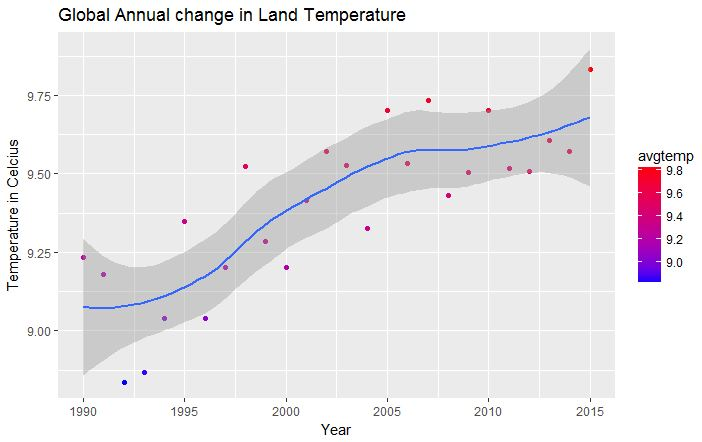 Global Annual change in Land Temperature
Temperature in Celcius
9.75
9.50
9.25
9.00
1990 1995 2000 2005 2010 2015
Year
avgtemp
9.8
9.6
9.4
9.2
9.0